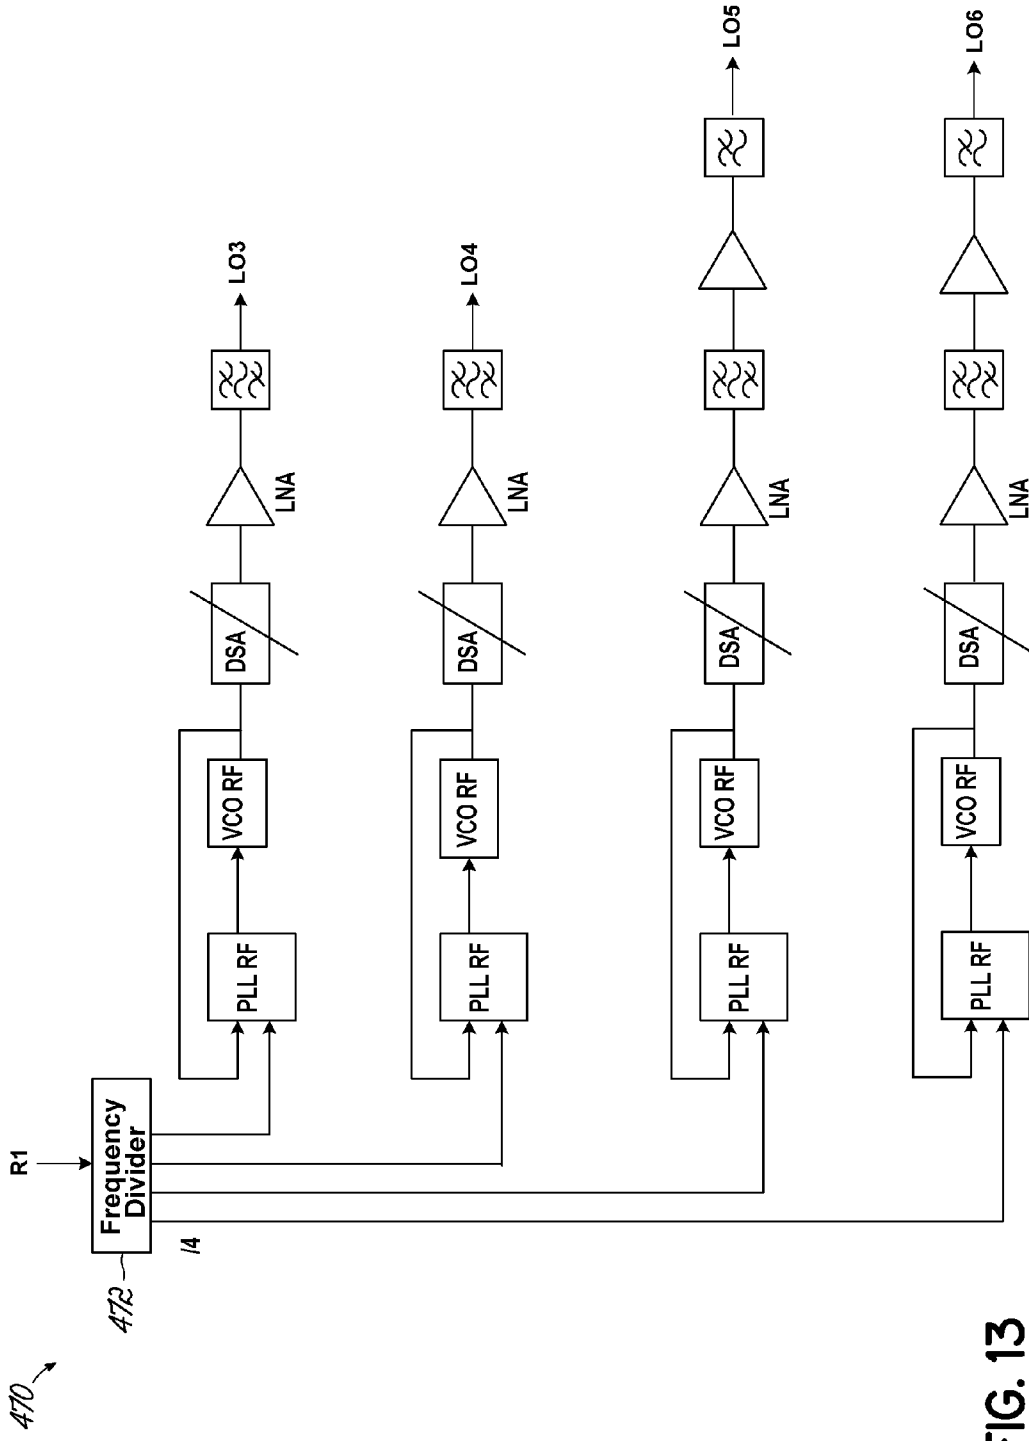 470
472
R1
Frequency
Divider
/4
PLL RF
VCO RF
DSA
LNA
LO3
PLL RF
VCO RF
DSA
LNA
LO4
PLL RF
VCO RF
DSA
LNA
LO5
PLL RF
VCO RF
DSA
LNA
LO6
FIG. 13